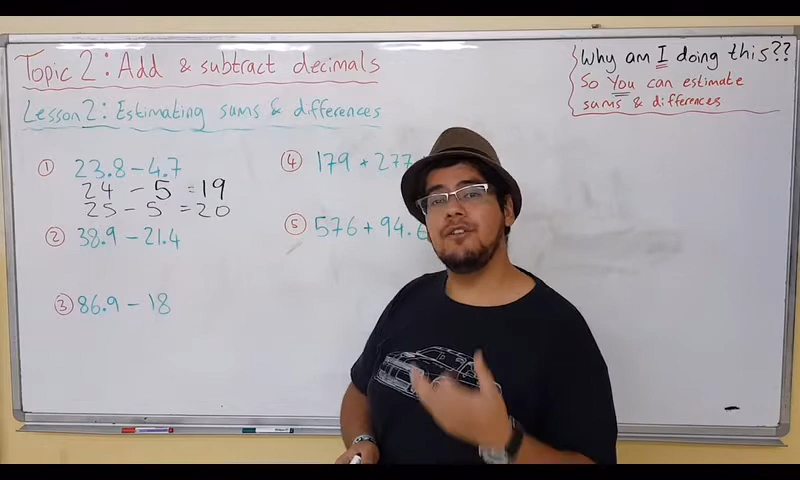 Topic 2: Add & subtract decimals
Lesson 2: Estimating sums & differences
Why am I doing this??
So You can estimate
sums & differences
① 23.8 - 4.7
24 - 5 = 19
25 - 5 = 20
② 38.9 - 21.4
③ 86.9 - 18
④ 179 + 277
⑤ 576 + 94.